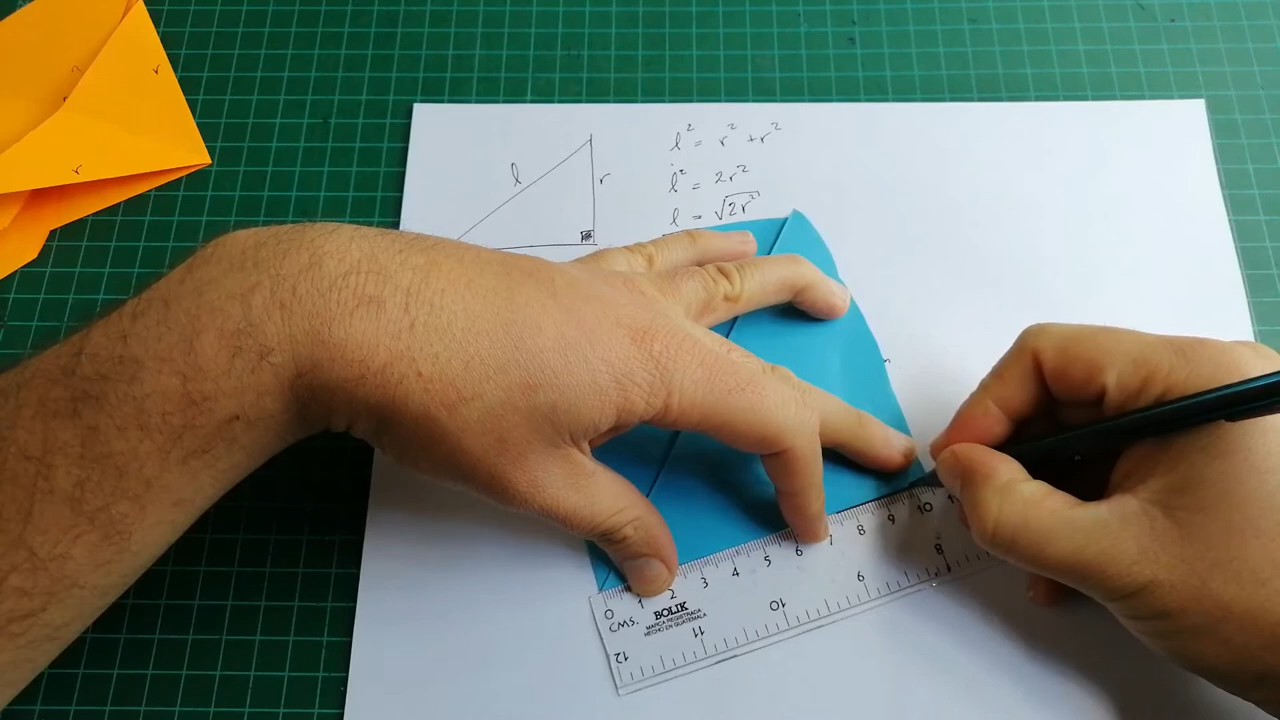 r
r
l
r
l² = r² + r²
l² = 2r²
l = √2r²
0 1 2 3 4 5 6 7 8 9 10
CMS.
BOLIK
MARCA REGISTRADA
HECHO EN GUATEMALA
12 11 10
8